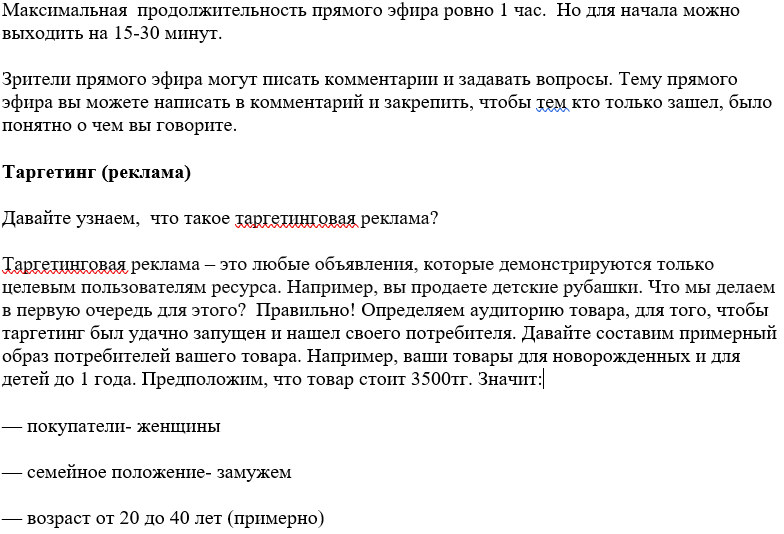 Максимальная  продолжительность прямого эфира ровно 1 час.  Но для начала можно
выходить на 15-30 минут.
Зрители прямого эфира могут писать комментарии и задавать вопросы. Тему прямого
эфира вы можете написать в комментарий и закрепить, чтобы тем кто только зашел, было
понятно о чем вы говорите.
Таргетинг (реклама)
Давайте узнаем,  что такое таргетинговая реклама?
Таргетинговая реклама – это любые объявления, которые демонстрируются только
целевым пользователям ресурса. Например, вы продаете детские рубашки. Что мы делаем
в первую очередь для этого?  Правильно! Определяем аудиторию товара, для того, чтобы
таргетинг был удачно запущен и нашел своего потребителя. Давайте составим примерный
образ потребителей вашего товара. Например, ваши товары для новорожденных и для
детей до 1 года. Предположим, что товар стоит 3500тг. Значит:
— покупатели- женщины
— семейное положение- замужем
— возраст от 20 до 40 лет (примерно)